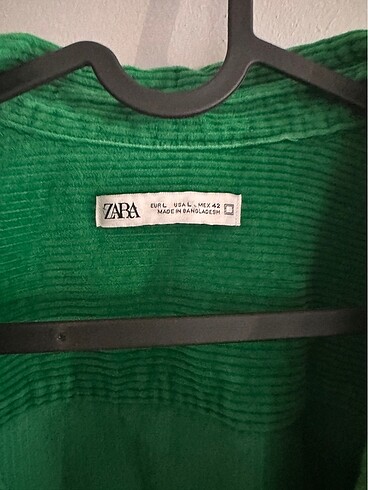 ZARA
EUR L USA L MEX 42
MADE IN BANGLADESH